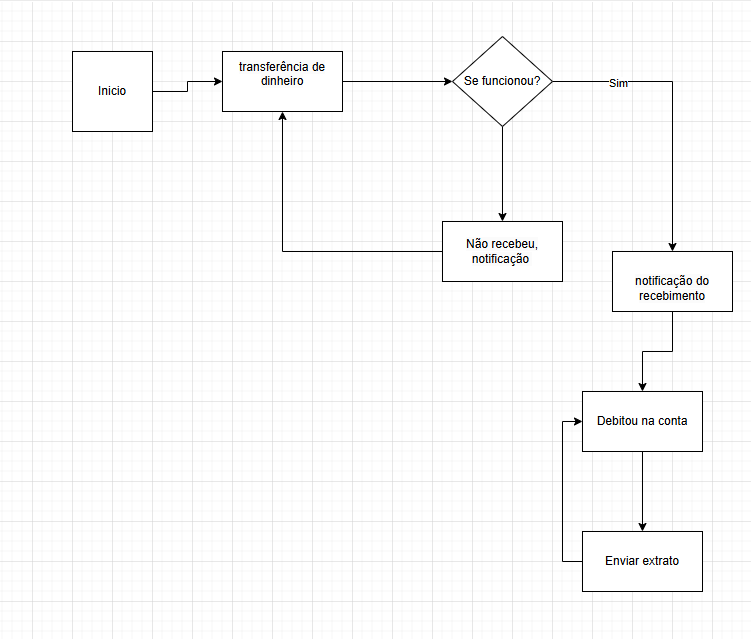 Inicio
transferência de
dinheiro
Se funcionou?
Sim
Não recebeu,
notificação
notificação do
recebimento
Debitou na conta
Enviar extrato